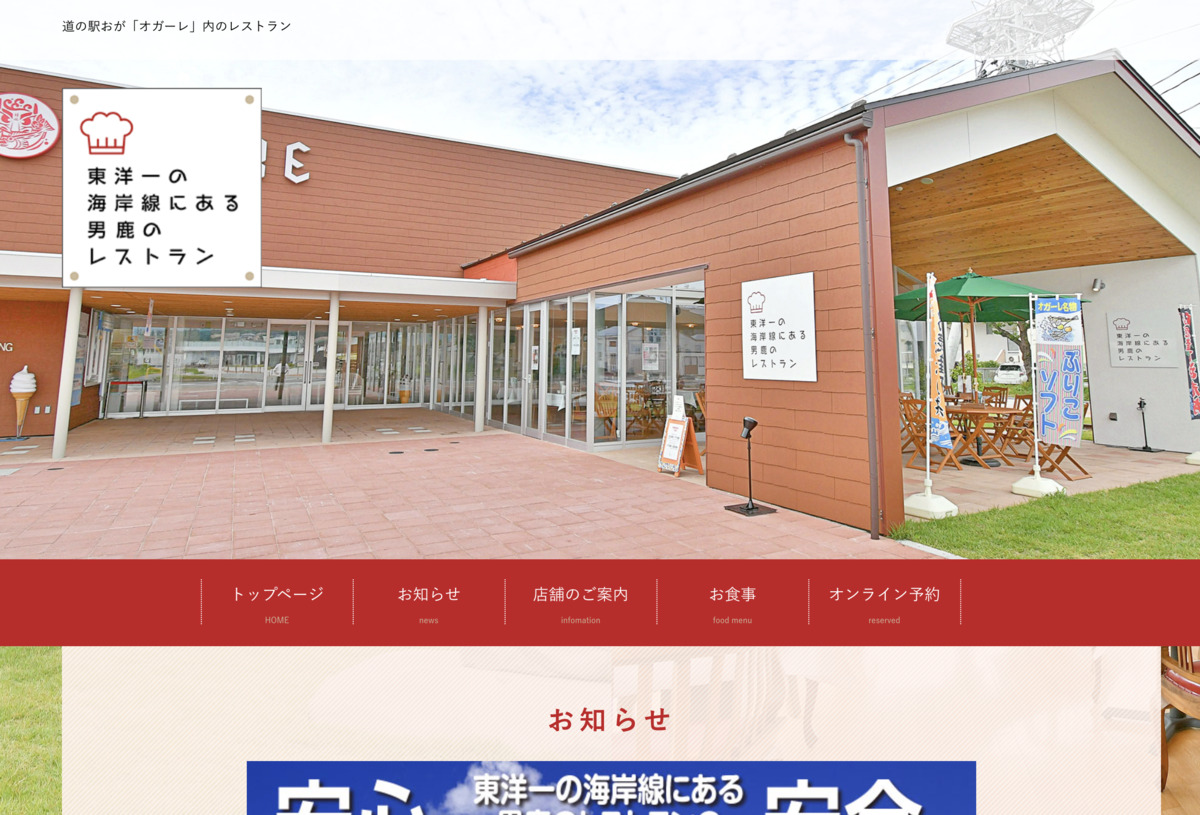 道の駅おが「オガーレ」内のレストラン
東洋一の
海岸線にある
男鹿の
レストラン
東洋一の
海岸線にある
男鹿の
レストラン
東洋一の
海岸線にある
男鹿の
レストラン
オガーレ名物
ぶりこ
ソフト
トップページ
HOME
お知らせ
news
店舗のご案内
infomation
お食事
food menu
オンライン予約
reserved
お知らせ
東洋一の海岸線にある
安心
安全